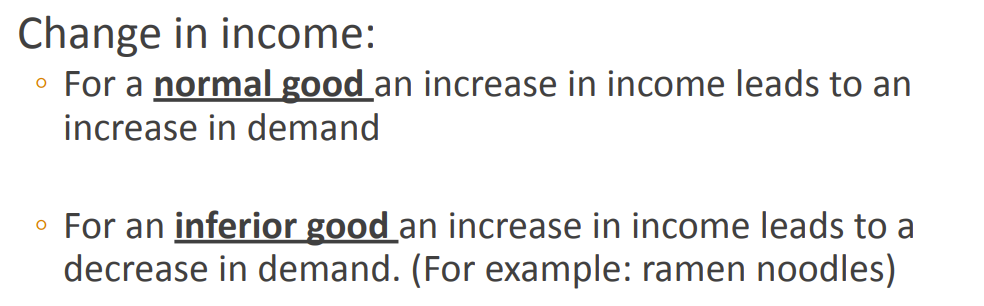 Change in income:
◦ For a normal good an increase in income leads to an
increase in demand
◦ For an inferior good an increase in income leads to a
decrease in demand. (For example: ramen noodles)